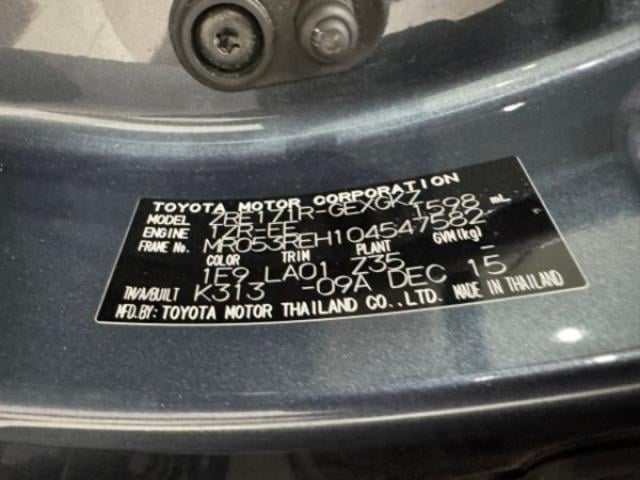 TOYOTA MOTOR CORPORATION
MODEL ZRE171R-GEXGKZ
ENGINE 1ZR-FE 1598 mL
FRAME No. MR053REH104547582
COLOR TRIM PLANT GVM(kg)
1E9 LA01 Z35 –
TM/A/BUILT K313 -09A DEC 15
MFD.BY: TOYOTA MOTOR THAILAND CO.,LTD. MADE IN THAILAND